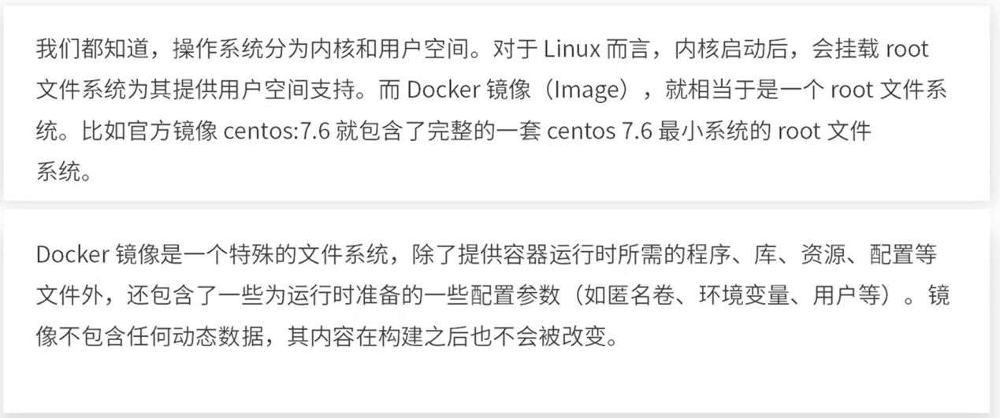 我们都知道，操作系统分为内核和用户空间。对于 Linux 而言，内核启动后，会挂载 root
文件系统为其提供用户空间支持。而 Docker 镜像（Image），就相当于是一个 root 文件系
统。比如官方镜像 centos:7.6 就包含了完整的一套 centos 7.6 最小系统的 root 文件
系统。
Docker 镜像是一个特殊的文件系统，除了提供容器运行时所需的程序、库、资源、配置等
文件外，还包含了一些为运行时准备的一些配置参数（如匿名卷、环境变量、用户等）。镜
像不包含任何动态数据，其内容在构建之后也不会被改变。